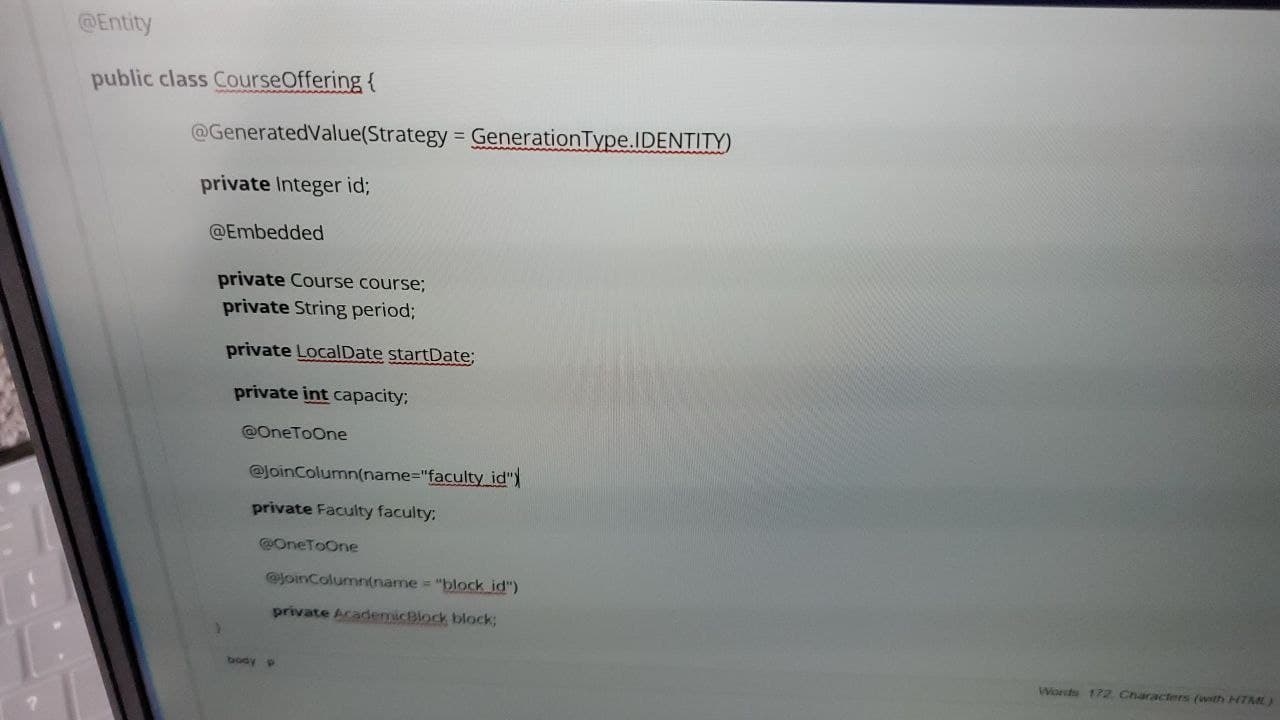 @Entity
public class CourseOffering {
@GeneratedValue(Strategy = GenerationType.IDENTITY)
private Integer id;
@Embedded
private Course course;
private String period;
private LocalDate startDate;
private int capacity;
@OneToOne
@JoinColumn(name="faculty_id")
private Faculty faculty;
@OneToOne
@JoinColumn(name = "block_id")
private AcademicBlock block;
}
body p
Words: 172, Characters (with HTML)